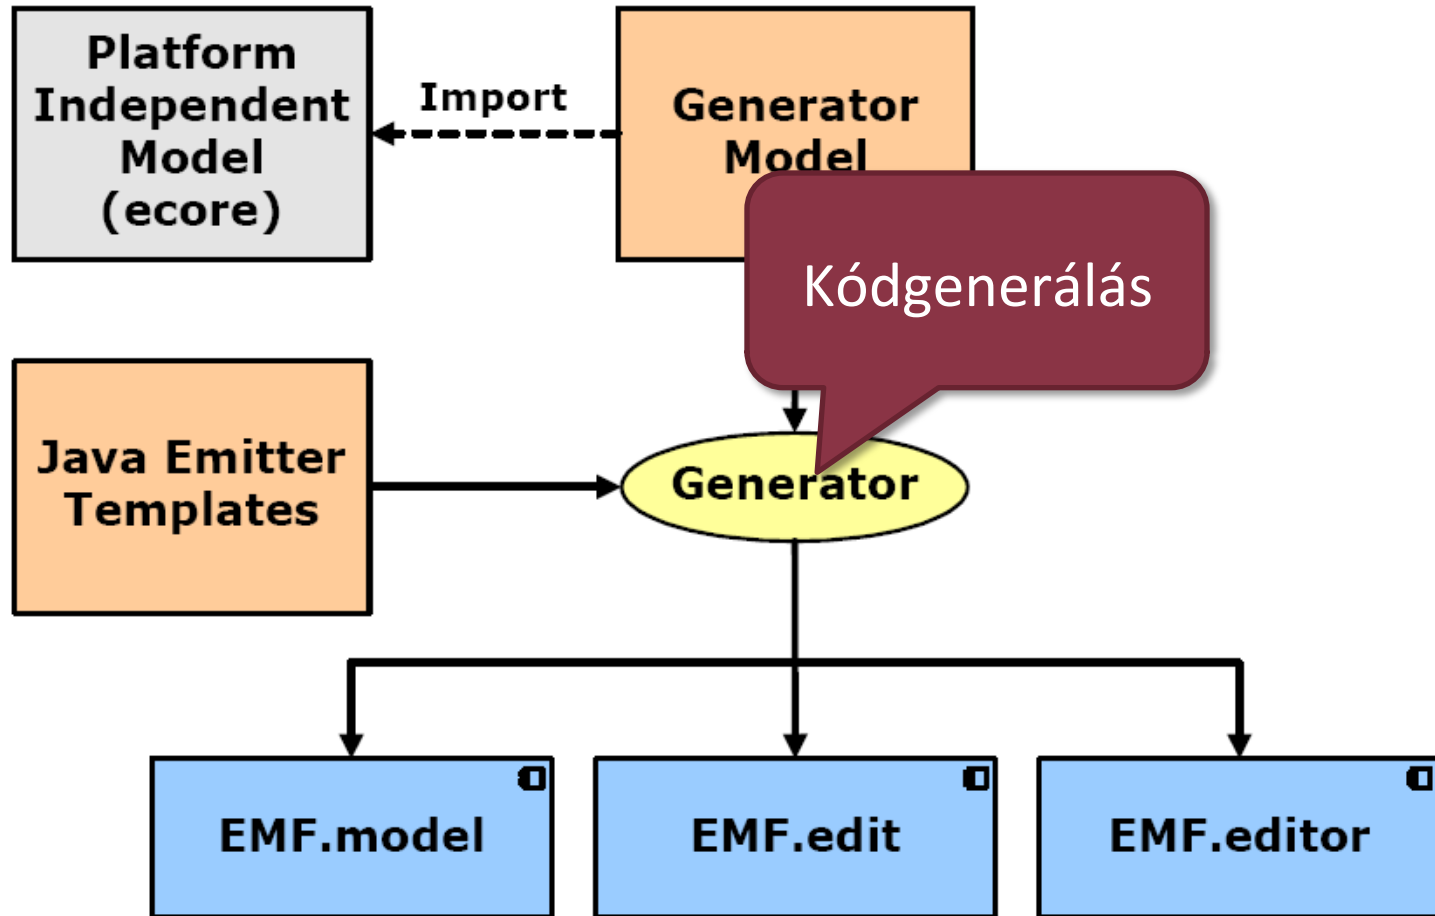 Platform
Independent
Model
(ecore)
Import
Generator
Model
Kódgenerálás
Java Emitter
Templates
Generator
EMF.model
EMF.edit
EMF.editor